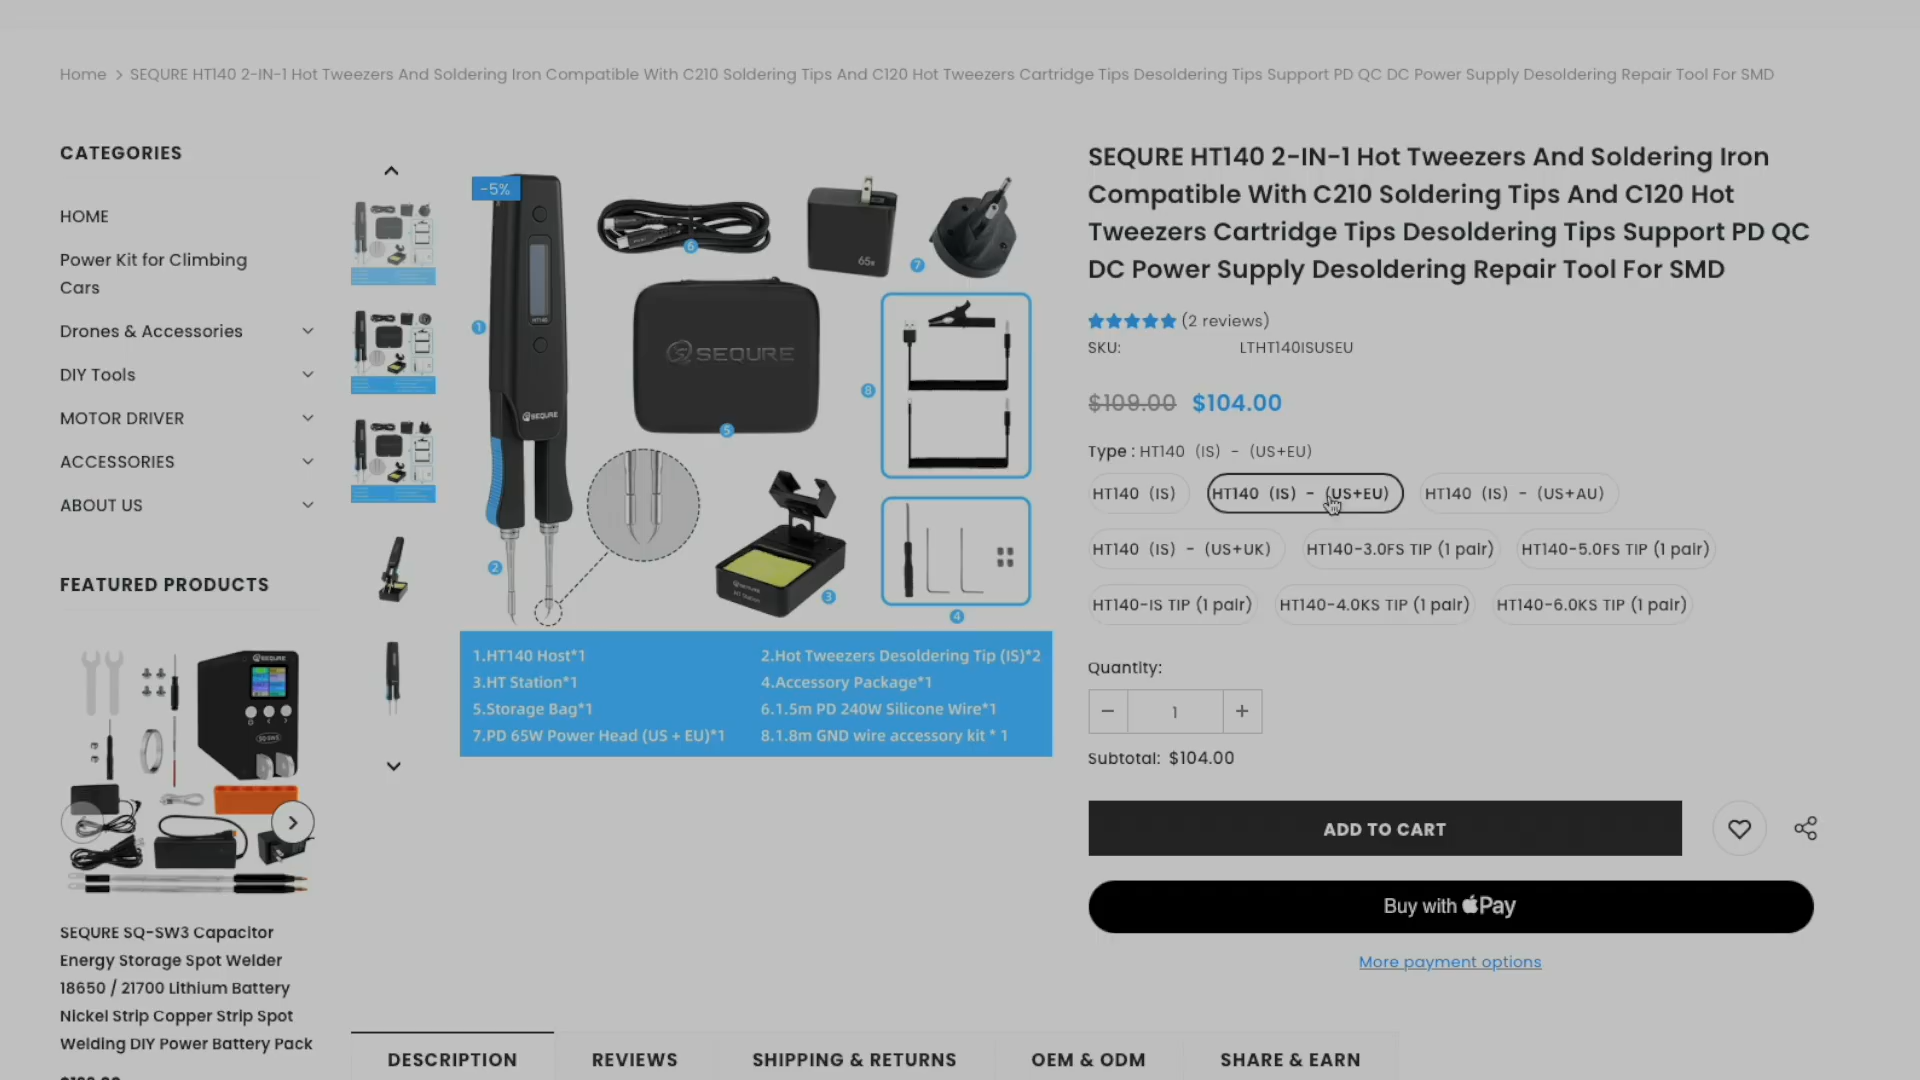 Home > SEQURE HT140 2-IN-1 Hot Tweezers And Soldering Iron Compatible With C210 Soldering Tips And C120 Hot Tweezers Cartridge Tips Desoldering Tips Support PD QC DC Power Supply Desoldering Repair Tool For SMD
CATEGORIES
HOME
Power Kit for Climbing
Cars
Drones & Accessories
DIY Tools
MOTOR DRIVER
ACCESSORIES
ABOUT US
FEATURED PRODUCTS
SEQURE
SEQURE SQ-SW3 Capacitor
Energy Storage Spot Welder
18650 / 21700 Lithium Battery
Nickel Strip Copper Strip Spot
Welding DIY Power Battery Pack
-5%
HT140
SEQURE
SEQURE
65W
1
2
3
4
5
6
7
8
1.HT140 Host*1
2.Hot Tweezers Desoldering Tip (IS)*2
3.HT Station*1
4.Accessory Package*1
5.Storage Bag*1
6.1.5m PD 240W Silicone Wire*1
7.PD 65W Power Head (US + EU)*1
8.1.8m GND wire accessory kit * 1
SEQURE HT140 2-IN-1 Hot Tweezers And Soldering Iron
Compatible With C210 Soldering Tips And C120 Hot
Tweezers Cartridge Tips Desoldering Tips Support PD QC
DC Power Supply Desoldering Repair Tool For SMD
(2 reviews)
SKU: LTHT140ISUSEU
$109.00 $104.00
Type : HT140 (IS) - (US+EU)
HT140 (IS) HT140 (IS) - (US+EU) HT140 (IS) - (US+AU)
HT140 (IS) - (US+UK) HT140-3.0FS TIP (1 pair) HT140-5.0FS TIP (1 pair)
HT140-IS TIP (1 pair) HT140-4.0KS TIP (1 pair) HT140-6.0KS TIP (1 pair)
Quantity:
- 1 +
Subtotal: $104.00
ADD TO CART
Buy with Pay
More payment options
DESCRIPTION REVIEWS SHIPPING & RETURNS OEM & ODM SHARE & EARN